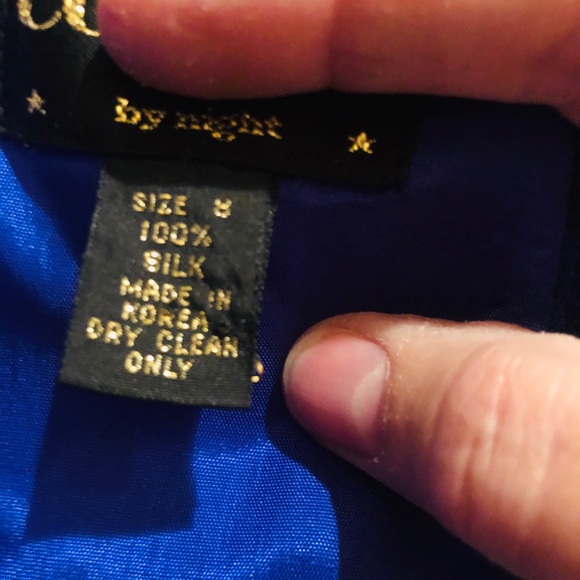 by night
SIZE 8
100%
SILK
MADE IN
KOREA
DRY CLEAN
ONLY